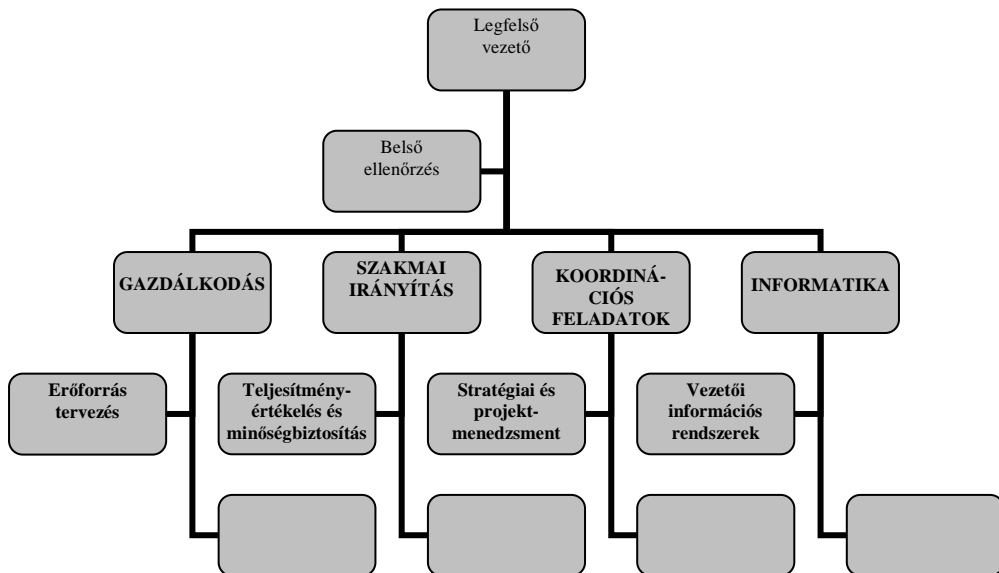 Legfelső
vezető
Belső
ellenőrzés
GAZDÁLKODÁS
SZAKMAI
IRÁNYÍTÁS
KOORDINÁ-
CIÓS
FELADATOK
INFORMATIKA
Erőforrás
tervezés
Teljesítmény-
értékelés és
minőségbiztosítás
Stratégiai és
projekt-
menedzsment
Vezetői
információs
rendszerek